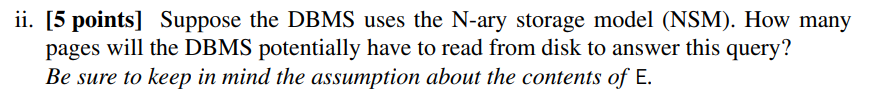 ii. [5 points] Suppose the DBMS uses the N-ary storage model (NSM). How many
pages will the DBMS potentially have to read from disk to answer this query?
Be sure to keep in mind the assumption about the contents of E.